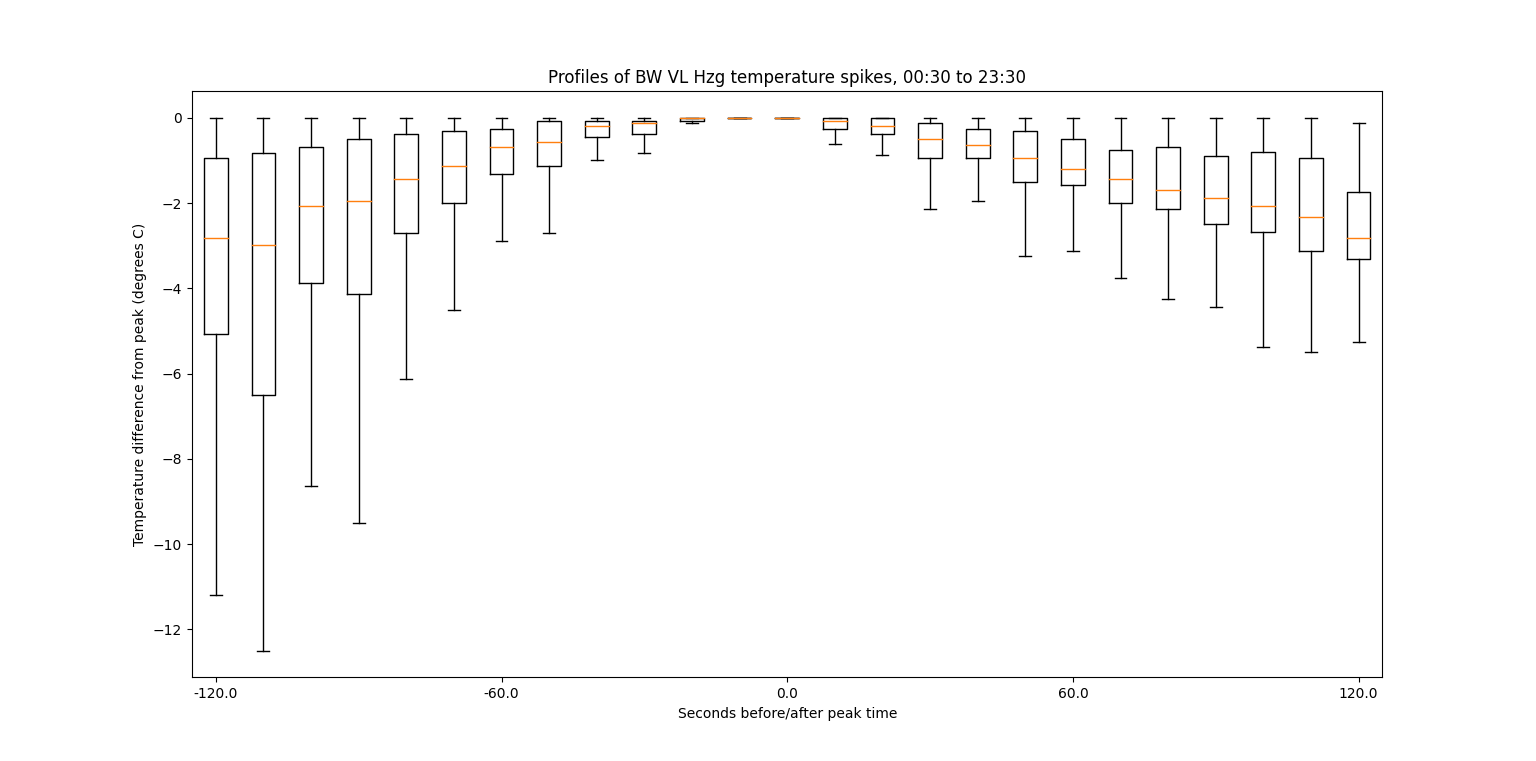 Profiles of BW VL Hzg temperature spikes, 00:30 to 23:30
Temperature difference from peak (degrees C)
0
−2
−4
−6
−8
−10
−12
-120.0 -60.0 0.0 60.0 120.0
Seconds before/after peak time